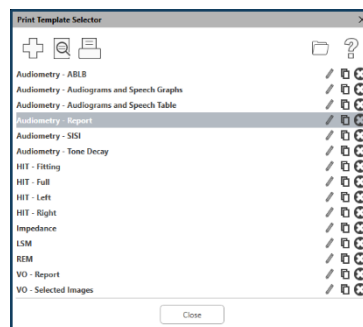 Print Template Selector
Audiometry - ABLB
Audiometry - Audiograms and Speech Graphs
Audiometry - Audiograms and Speech Table
Audiometry - Report
Audiometry - SISI
Audiometry - Tone Decay
HIT - Fitting
HIT - Full
HIT - Left
HIT - Right
Impedance
LSM
REM
VO - Report
VO - Selected Images
Close